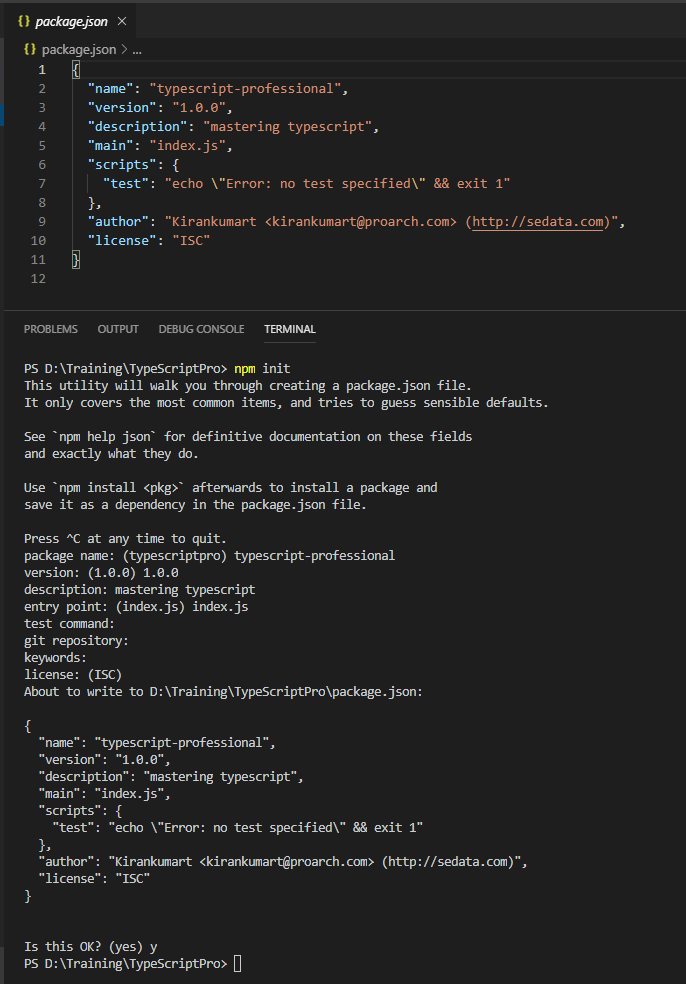 {} package.json ×
{} package.json > ...
1 {
2 "name": "typescript-professional",
3 "version": "1.0.0",
4 "description": "mastering typescript",
5 "main": "index.js",
6 "scripts": {
7 "test": "echo \"Error: no test specified\" && exit 1"
8 },
9 "author": "Kirankumart <kirankumart@proarch.com> (http://sedata.com)",
10 "license": "ISC"
11 }
12
PROBLEMS OUTPUT DEBUG CONSOLE TERMINAL
PS D:\Training\TypeScriptPro> npm init
This utility will walk you through creating a package.json file.
It only covers the most common items, and tries to guess sensible defaults.
See `npm help json` for definitive documentation on these fields
and exactly what they do.
Use `npm install <pkg>` afterwards to install a package and
save it as a dependency in the package.json file.
Press ^C at any time to quit.
package name: (typescriptpro) typescript-professional
version: (1.0.0) 1.0.0
description: mastering typescript
entry point: (index.js) index.js
test command:
git repository:
keywords:
license: (ISC)
About to write to D:\Training\TypeScriptPro\package.json:
{
"name": "typescript-professional",
"version": "1.0.0",
"description": "mastering typescript",
"main": "index.js",
"scripts": {
"test": "echo \"Error: no test specified\" && exit 1"
},
"author": "Kirankumart <kirankumart@proarch.com> (http://sedata.com)",
"license": "ISC"
}
Is this OK? (yes) y
PS D:\Training\TypeScriptPro>